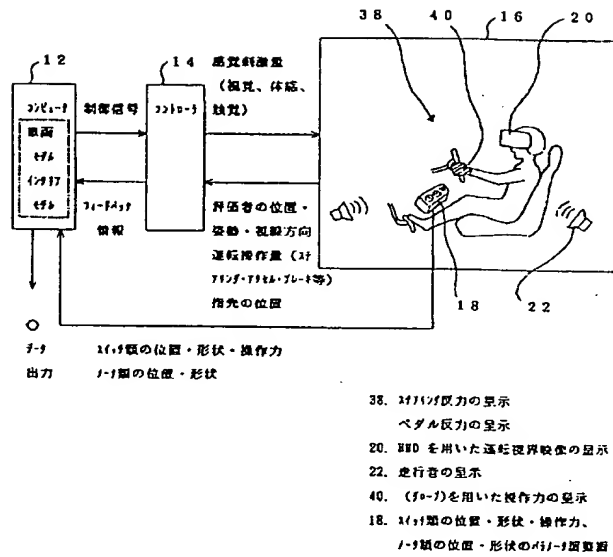 38
40
16
20
12
14
感覚刺激量
(視覚、体感、
触覚)
コンピュータ
制御信号
コントローラ
車両
モデル
インテリア
モデル
フィードバック
情報
評価者の位置・
姿勢・視線方向
運転操作量(ステ
アリング・アクセル・ブレーキ等)
指先の位置
18
22
データ
出力
スイッチ類の位置・形状・操作力
メータ類の位置・形状
38. ステアリング反力の呈示
ペダル反力の呈示
20. HMD を用いた運転視界映像の呈示
22. 走行音の呈示
40. (グローブ)を用いた操作力の呈示
18. スイッチ類の位置・形状・操作力、
メータ類の位置・形状のパラメータ調整器